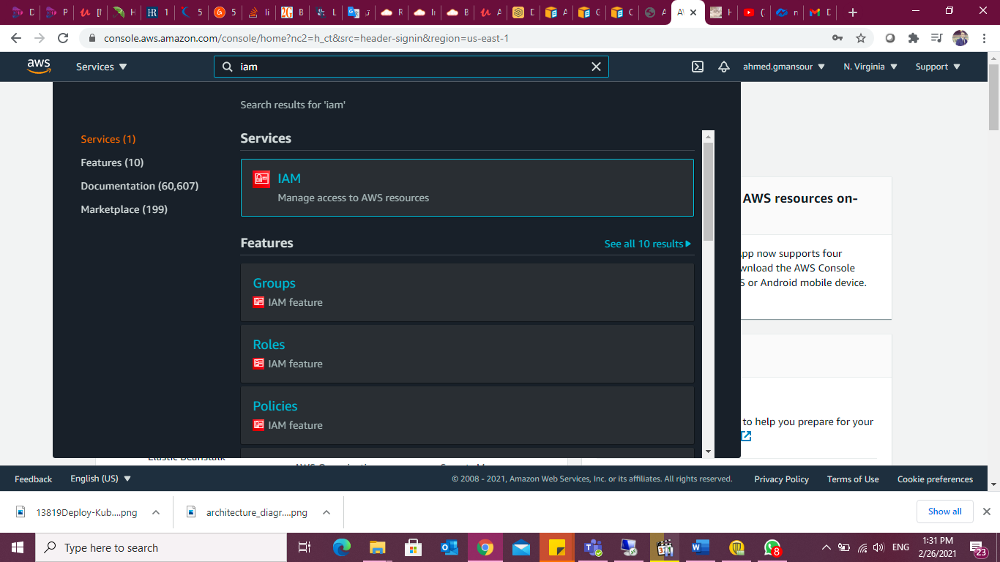 console.aws.amazon.com/console/home?nc2=h_ct&src=header-signin&region=us-east-1
aws
Services
iam
ahmed.gmansour
N. Virginia
Support
Search results for 'iam'
Services (1)
Features (10)
Documentation (60,607)
Marketplace (199)
Services
IAM
Manage access to AWS resources
Features
See all 10 results
Groups
IAM feature
Roles
IAM feature
Policies
IAM feature
AWS resources on-
App now supports four
wnload the AWS Console
S or Android mobile device.
to help you prepare for your
Elastic Beanstalk
Feedback
English (US)
© 2008 - 2021, Amazon Web Services, Inc. or its affiliates. All rights reserved.
Privacy Policy
Terms of Use
Cookie preferences
13819Deploy-Kub....png
architecture_diagr....png
Show all
Type here to search
8
ENG
1:31 PM
2/26/2021
23